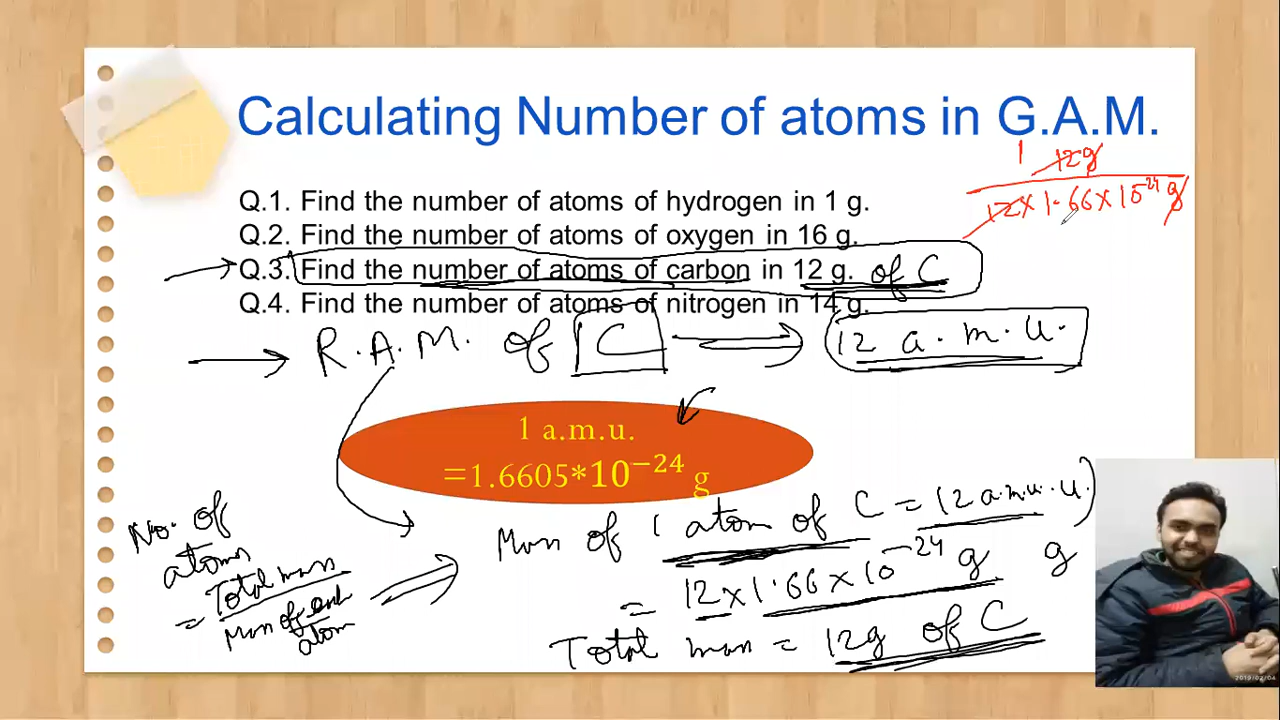 Calculating Number of atoms in G.A.M.
1 12g
12 × 1.66 × 10⁻²⁴ g
Q.1. Find the number of atoms of hydrogen in 1 g.
Q.2. Find the number of atoms of oxygen in 16 g.
Q.3. Find the number of atoms of carbon in 12 g. of C
Q.4. Find the number of atoms of nitrogen in 14 g.
R.A.M. of C 12 a.m.u.
1 a.m.u.
=1.6605*10⁻²⁴ g
No. of
atoms
= Total mass
Mass of each
atom
Mass of 1 atom of C = 12 a.m.u.
= 12 × 1.66 × 10⁻²⁴ g g
Total mass = 12g of C
2019/02/04